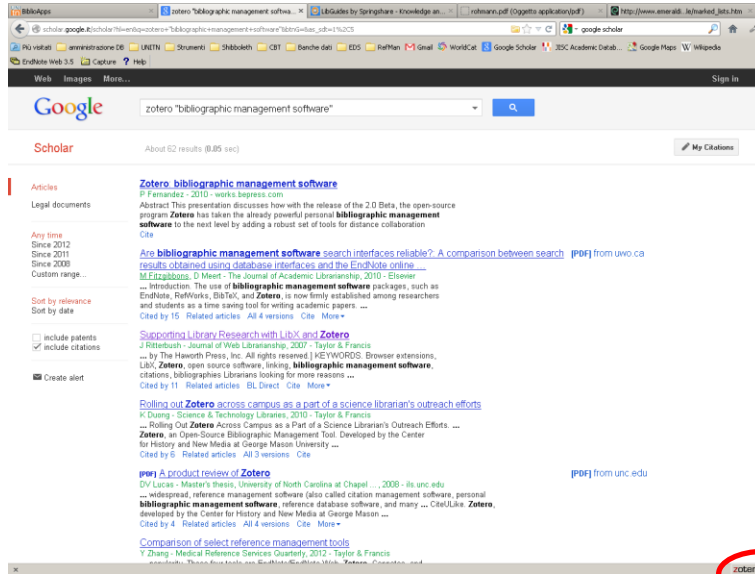 BiblioApps
zotero "bibliographic management softwa...
LibGuides by Springshare - Knowledge an...
rohmann.pdf (Oggetto application/pdf)
http://www.emerald...le/marked_lists.htm
scholar.google.it/scholar?hl=en&q=zotero+"bibliographic+management+software"&btnG=&as_sdt=1%2C5
google scholar
Più visitati amministrazione DB UNITN Strumenti Shibboleth CBT Banche dati EDS RefMan Gmail WorldCat Google Scholar JISC Academic Datab... Google Maps Wikipedia
EndNote Web 3.5 Capture Help
Web Images More... Sign in
Google
zotero "bibliographic management software"
Scholar
About 62 results (0.05 sec)
My Citations
Articles
Legal documents
Any time
Since 2012
Since 2011
Since 2008
Custom range...
Sort by relevance
Sort by date
include patents
include citations
Create alert
Zotero: bibliographic management software
P Fernandez - 2010 - works.bepress.com
Abstract This presentation discusses how with the release of the 2.0 Beta, the open-source
program Zotero has taken the already powerful personal bibliographic management
software to the next level by adding a robust set of tools for distance collaboration
Cite
Are bibliographic management software search interfaces reliable?: A comparison between search
results obtained using database interfaces and the EndNote online ...
M Fitzgibbons, D Meert - The Journal of Academic Librarianship, 2010 - Elsevier
... Introduction. The use of bibliographic management software packages, such as
EndNote, RefWorks, BibTeX, and Zotero, is now firmly established among researchers
and students as a time saving tool for writing academic papers. ...
Cited by 15 Related articles All 4 versions Cite More
[PDF] from uwo.ca
Supporting Library Research with LibX and Zotero
J Ritterbush - Journal of Web Librarianship, 2007 - Taylor & Francis
... by The Haworth Press, Inc. All rights reserved.] KEYWORDS. Browser extensions,
LibX, Zotero, open source software, linking, bibliographic management software,
citations, bibliographies Librarians looking for more reasons ...
Cited by 11 Related articles BL Direct Cite More
Rolling out Zotero across campus as a part of a science librarian's outreach efforts
K Duong - Science & Technology Libraries, 2010 - Taylor & Francis
... Rolling Out Zotero Across Campus as a Part of a Science Librarian's Outreach Efforts. ...
Zotero, an Open-Source Bibliographic Management Tool. Developed by the Center
for History and New Media at George Mason University ...
Cited by 6 Related articles All 3 versions Cite
[PDF] A product review of Zotero
DV Lucas - Master's thesis, University of North Carolina at Chapel ..., 2008 - ils.unc.edu
... widespread, reference management software (also called citation management software, personal
bibliographic management software, reference database software, and many ... CiteULike. Zotero,
developed by the Center for History and New Media at George Mason ...
Cited by 4 Related articles All 4 versions Cite More
[PDF] from unc.edu
Comparison of select reference management tools
Y Zhang - Medical Reference Services Quarterly, 2012 - Taylor & Francis
zoter